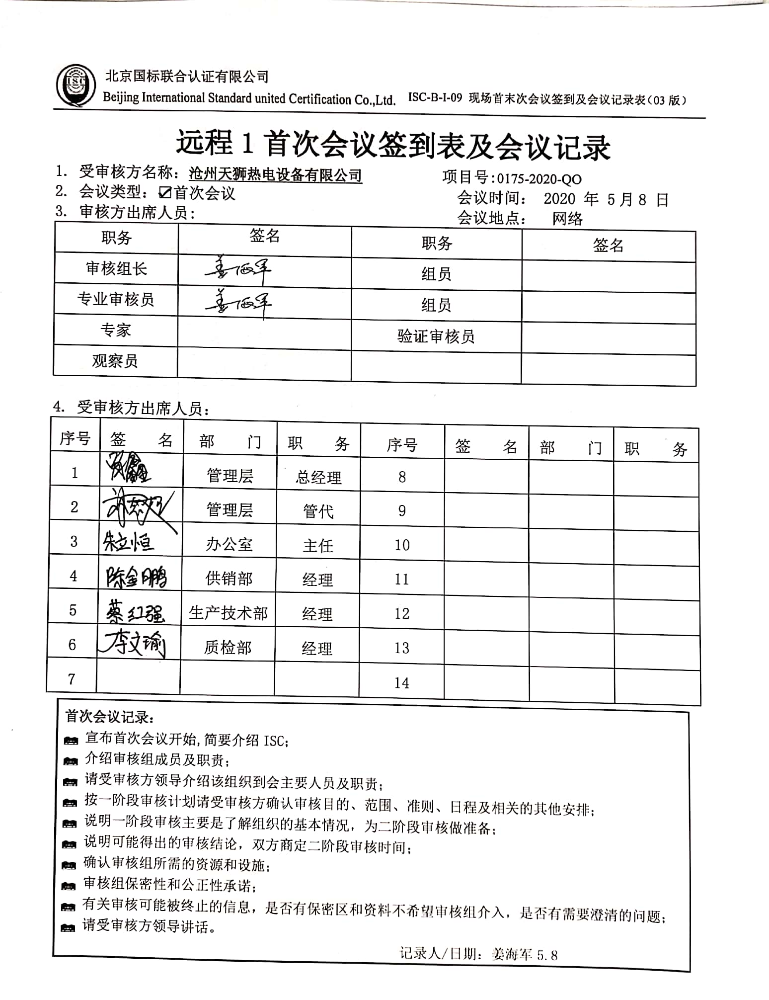 ISC
北京国标联合认证有限公司
Beijing International Standard united Certification Co.,Ltd. ISC-B-I-09 现场首末次会议签到及会议记录表(03 版)
远程 1 首次会议签到表及会议记录
1. 受审核方名称: 沧州天狮热电设备有限公司 项目号:0175-2020-QO
2. 会议类型: ☑首次会议 会议时间: 2020 年 5月8 日
3. 审核方出席人员: 会议地点: 网络
职务 签名 职务 签名
审核组长 姜海军 组员
专业审核员 姜海军 组员
专家 验证审核员
观察员
4. 受审核方出席人员:
序号 签 名 部 门 职 务 序号 签 名 部 门 职 务
1 管理层 总经理 8
2 管理层 管代 9
3 朱立恒 办公室 主任 10
4 陈金鹏 供销部 经理 11
5 蔡红强 生产技术部 经理 12
6 李文瑜 质检部 经理 13
7 14
首次会议记录:
宣布首次会议开始,简要介绍 ISC;
介绍审核组成员及职责;
请受审核方领导介绍该组织到会主要人员及职责;
按一阶段审核计划请受审核方确认审核目的、范围、准则、日程及相关的其他安排;
说明一阶段审核主要是了解组织的基本情况，为二阶段审核做准备;
说明可能得出的审核结论，双方商定二阶段审核时间;
确认审核组所需的资源和设施;
审核组保密性和公正性承诺;
有关审核可能被终止的信息，是否有保密区和资料不希望审核组介入，是否有需要澄清的问题;
请受审核方领导讲话。
记录人/日期: 姜海军 5.8